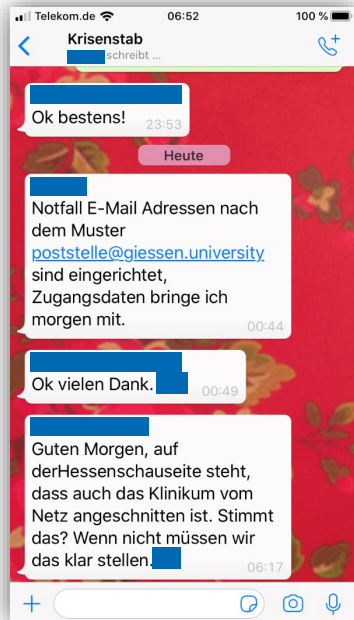 Telekom.de 06:52 100 %
Krisenstab
schreibt ...
Ok bestens!
23:53
Heute
Notfall E-Mail Adressen nach
dem Muster
poststelle@giessen.university
sind eingerichtet,
Zugangsdaten bringe ich
morgen mit.
00:44
Ok vielen Dank.
00:49
Guten Morgen, auf
derHessenschauseite steht,
dass auch das Klinikum vom
Netz angeschnitten ist. Stimmt
das? Wenn nicht müssen wir
das klar stellen.
06:17